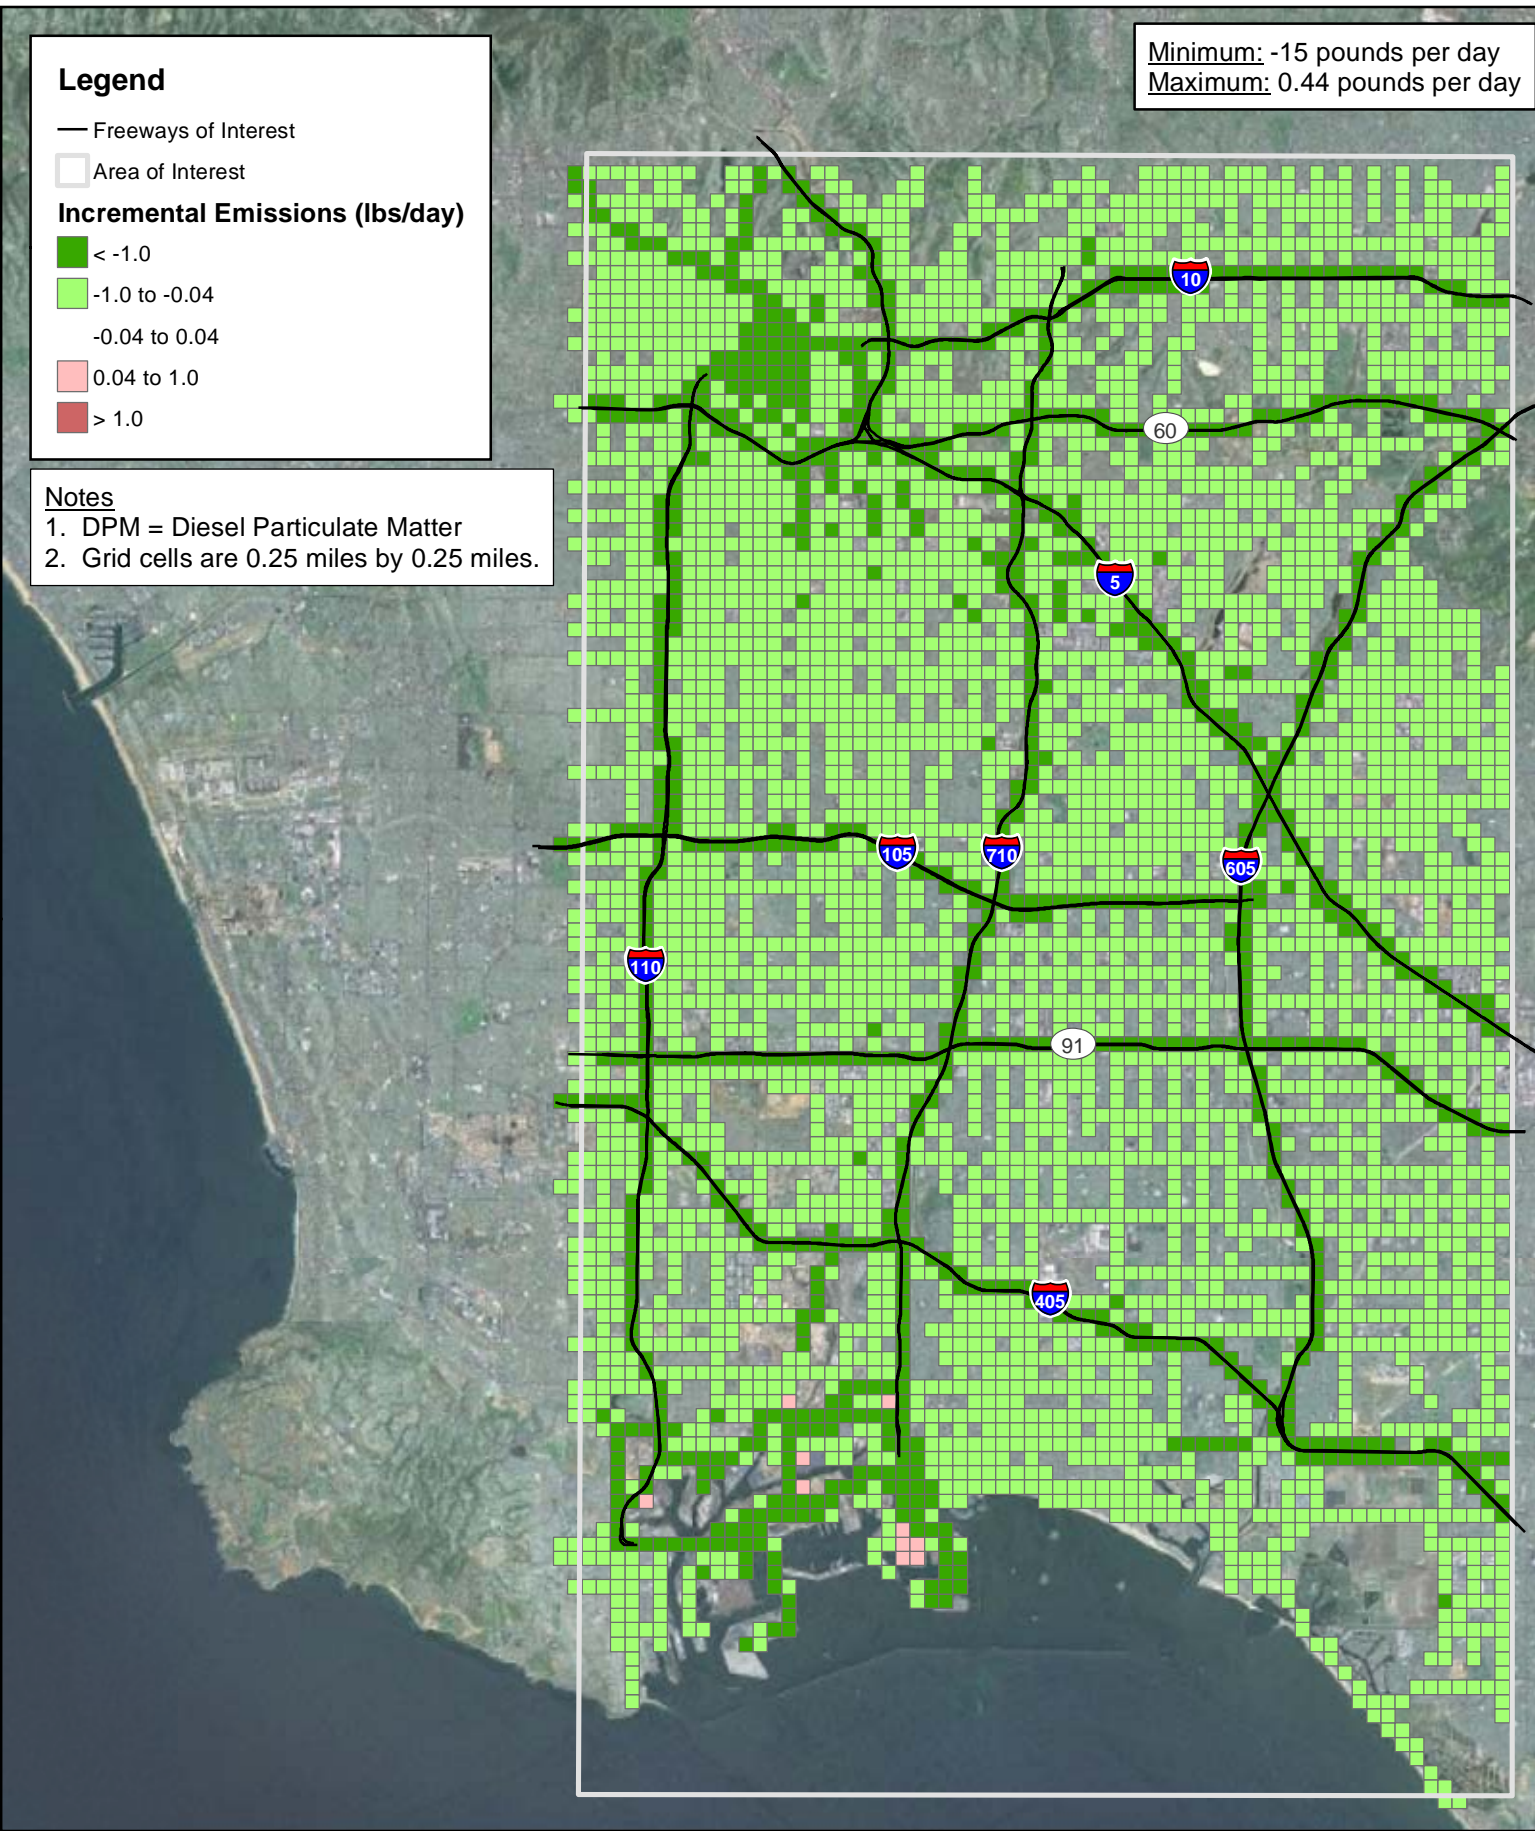 Legend
Freeways of Interest
Area of Interest
Incremental Emissions (lbs/day)
< -1.0
-1.0 to -0.04
-0.04 to 0.04
0.04 to 1.0
> 1.0
Notes
1. DPM = Diesel Particulate Matter
2. Grid cells are 0.25 miles by 0.25 miles.
Minimum: -15 pounds per day
Maximum: 0.44 pounds per day
10
60
5
105
710
605
110
91
405